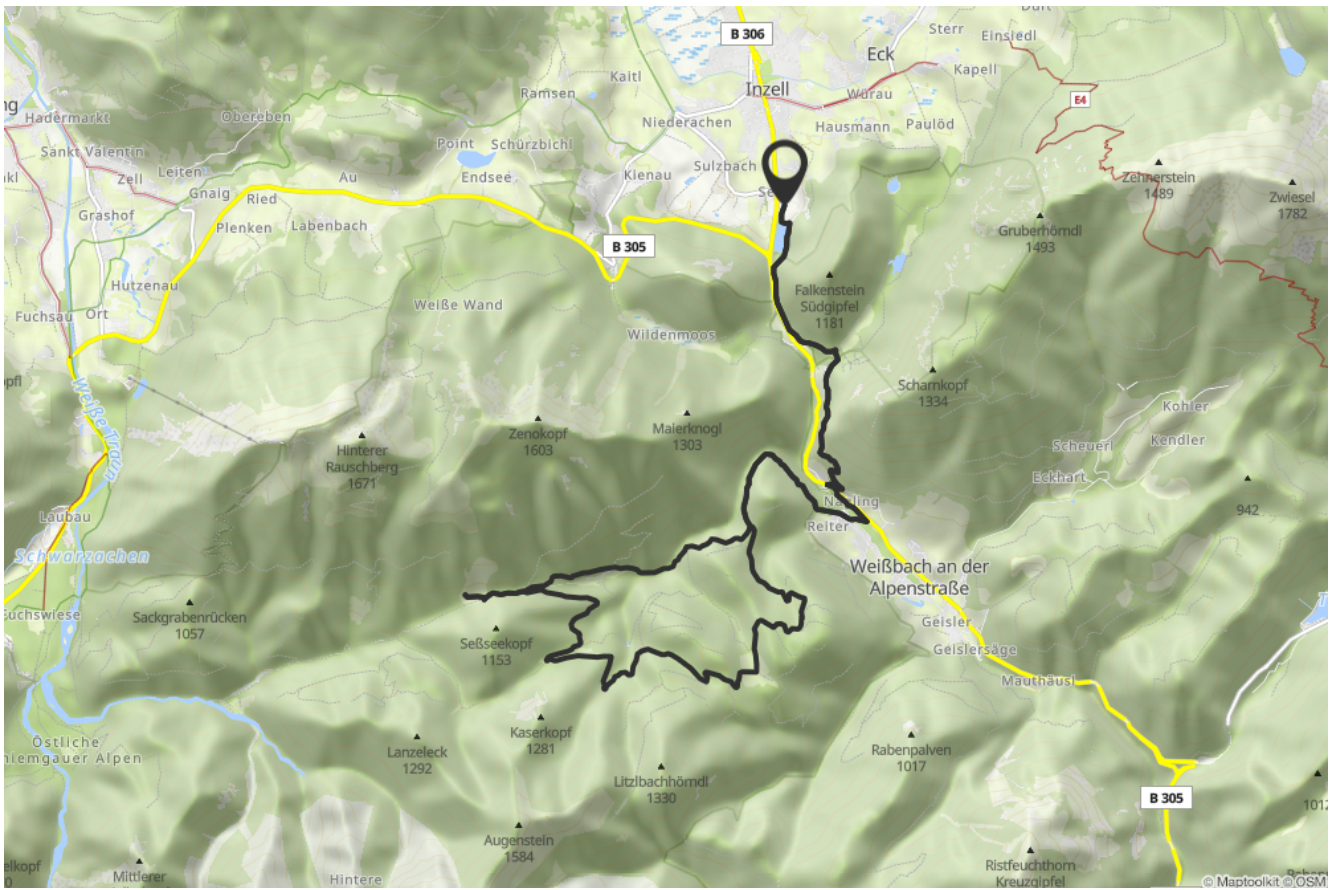 B 306
Eck
Sterr
Einsiedl
Kapell
Kaitl
Ramsen
Inzell
Würau
E4
Hadermarkt
Obereben
Niederachen
Hausmann
Paulöd
Sankt Valentin
Point
Schürzbichl
Leiten
Zell
Endsee
Kienau
Sulzbach
Au
Gnaig
Ried
Zehnerstein
1489
Zwiesel
1782
Grashof
Plenken
Labenbach
Gruberhörndl
1493
B 305
Hutzenau
Weiße Wand
Falkenstein
Südgipfel
1181
Fuchsau
Ort
Wildenmoos
Weiße Traun
Scharnkopf
1334
Kohler
Zenokopf
1603
Maierknogl
1303
Scheuerl
Kendler
Hinterer
Rauschberg
1671
Eckhart
942
Laubau
Reiter
Schwarzachen
Weißbach an der
Alpenstraße
Fuchswiese
Sackgrabenrücken
1057
Geisler
Seßseekopf
1153
Geislersäge
Mauthäusl
Östliche
Kaserkopf
1281
Lanzeleck
1292
Rabenpalven
1017
Litzlbachhörndl
1330
B 305
Augenstein
1584
Mittlerer
Hintere
Ristfeuchthorn
Kreuzgipfel
© Maptoolkit © OSM